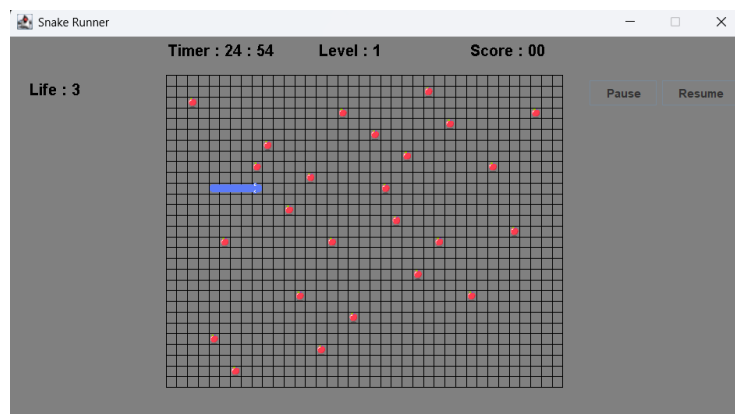 Snake Runner
Timer : 24 : 54 Level : 1 Score : 00
Life : 3 Pause Resume